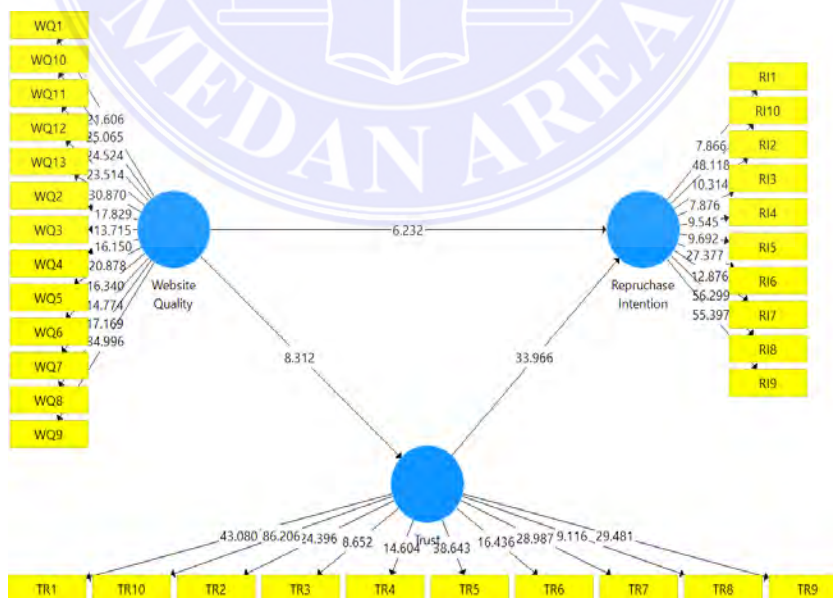 MEDAN AREA
WQ1
WQ10
WQ11
WQ12
WQ13
WQ2
WQ3
WQ4
WQ5
WQ6
WQ7
WQ8
WQ9
21.606
25.065
24.524
23.514
30.870
17.829
13.715
16.150
20.878
16.340
14.774
17.169
34.996
Website
Quality
6.232
8.312
33.966
Repruchase
Intention
7.866
48.118
10.314
7.876
9.545
9.692
27.377
12.876
56.299
55.397
RI1
RI10
RI2
RI3
RI4
RI5
RI6
RI7
RI8
RI9
Trust
43.080 86.206 24.396 8.652 14.604 38.643 16.436 28.987 9.116 29.481
TR1 TR10 TR2 TR3 TR4 TR5 TR6 TR7 TR8 TR9